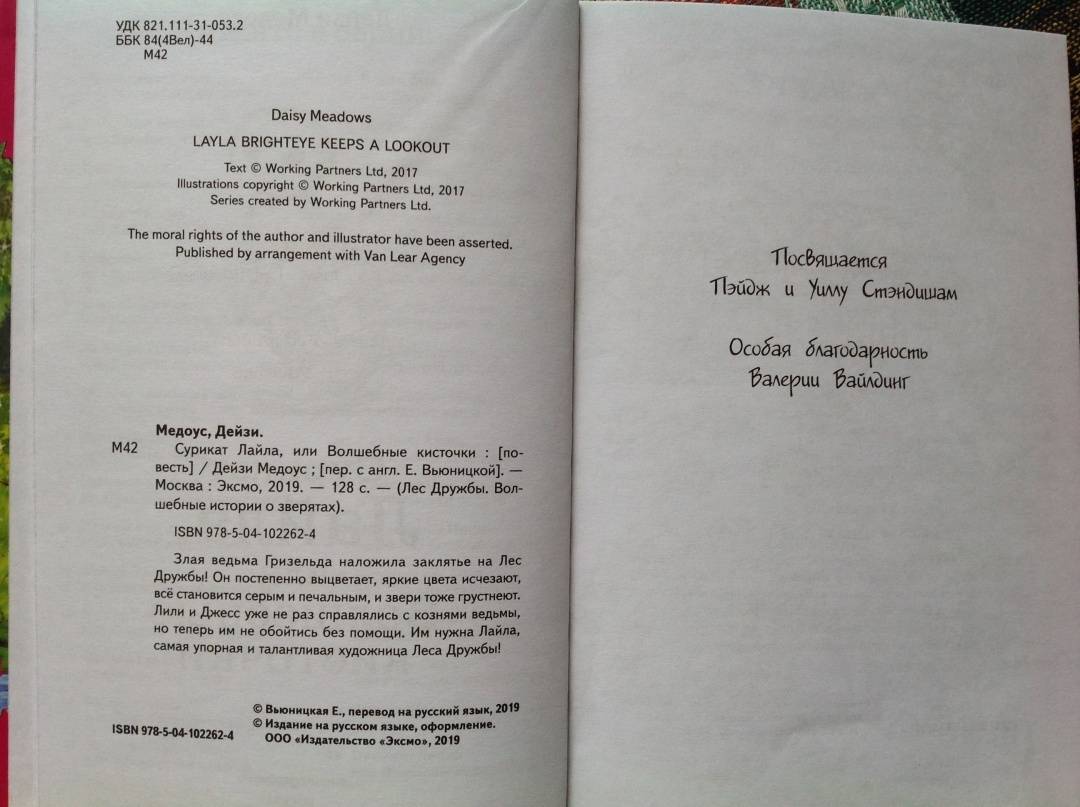 УДК 821.111-31-053.2
ББК 84(4Вел)-44
М42
Daisy Meadows
LAYLA BRIGHTEYE KEEPS A LOOKOUT
Text © Working Partners Ltd, 2017
Illustrations copyright © Working Partners Ltd, 2017
Series created by Working Partners Ltd.
The moral rights of the author and illustrator have been asserted.
Published by arrangement with Van Lear Agency
Медоус, Дейзи.
М42 Сурикат Лайла, или Волшебные кисточки : [по-
весть] / Дейзи Медоус ; [пер. с англ. Е. Вьюницкой]. —
Москва : Эксмо, 2019. — 128 с. — (Лес Дружбы. Вол-
шебные истории о зверятах).
ISBN 978-5-04-102262-4
Злая ведьма Гризельда наложила заклятье на Лес
Дружбы! Он постепенно выцветает, яркие цвета исчезают,
всё становится серым и печальным, и звери тоже грустнеют.
Лили и Джесс уже не раз справлялись с кознями ведьмы,
но теперь им не обойтись без помощи. Им нужна Лайла,
самая упорная и талантливая художница Леса Дружбы!
© Вьюницкая Е., перевод на русский язык, 2019
© Издание на русском языке, оформление.
ISBN 978-5-04-102262-4 ООО «Издательство «Эксмо», 2019
Посвящается
Пэйдж и Уиллу Стэндишам
Особая благодарность
Валерии Вайлдинг